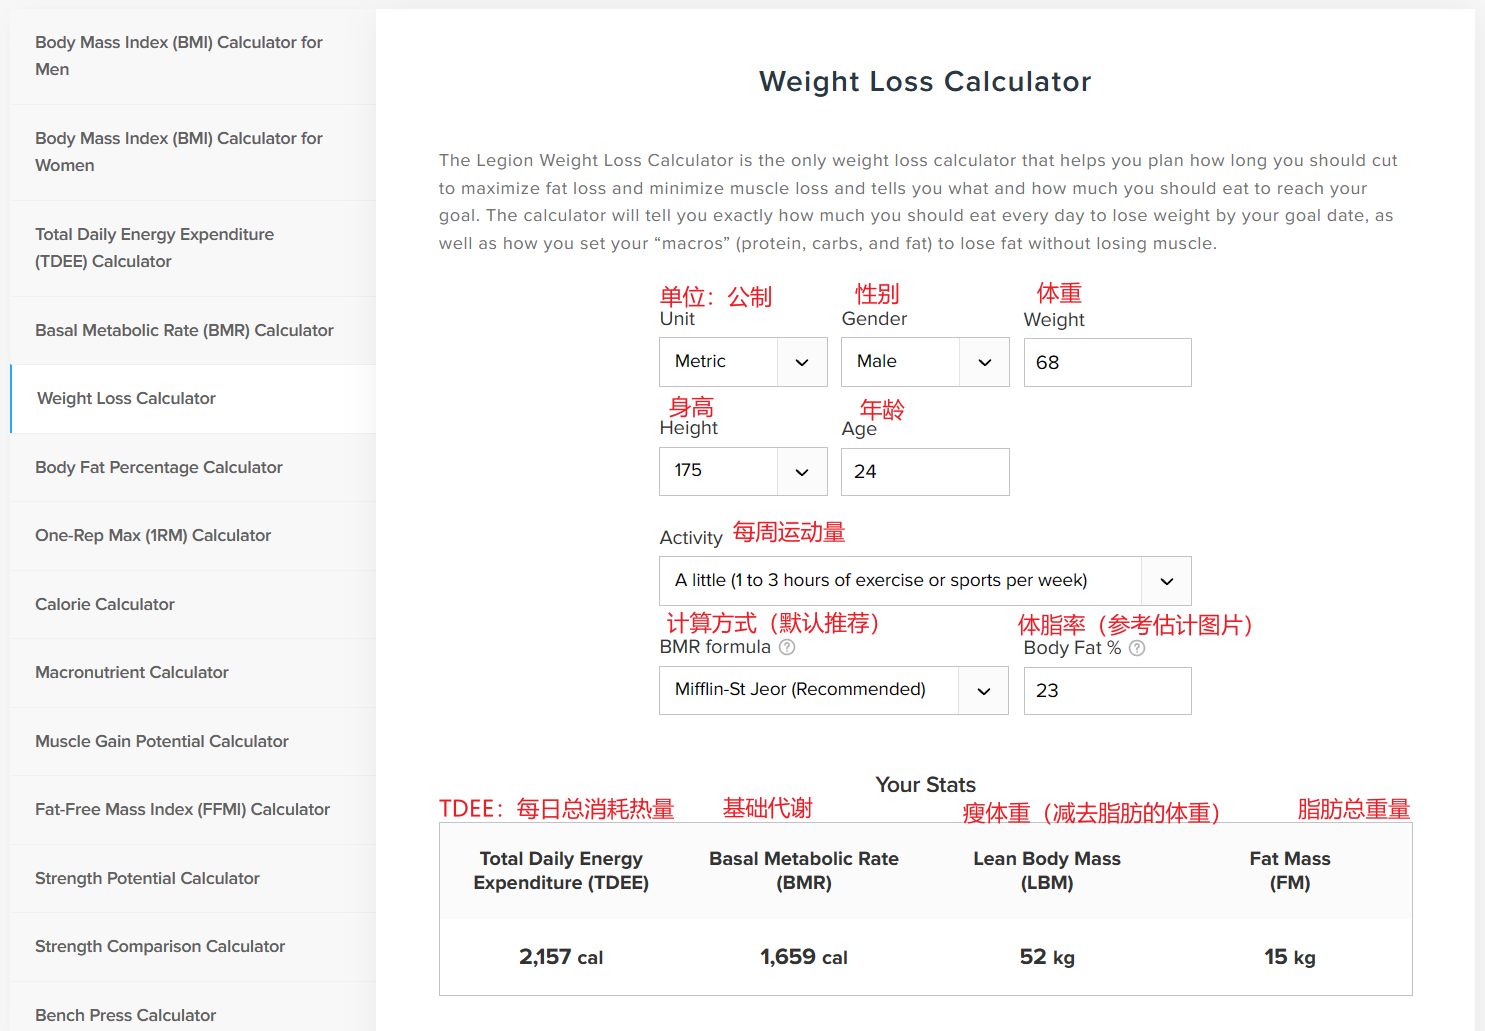 Body Mass Index (BMI) Calculator for
Men
Body Mass Index (BMI) Calculator for
Women
Total Daily Energy Expenditure
(TDEE) Calculator
Basal Metabolic Rate (BMR) Calculator
Weight Loss Calculator
Body Fat Percentage Calculator
One-Rep Max (1RM) Calculator
Calorie Calculator
Macronutrient Calculator
Muscle Gain Potential Calculator
Fat-Free Mass Index (FFMI) Calculator
Strength Potential Calculator
Strength Comparison Calculator
Bench Press Calculator
Weight Loss Calculator
The Legion Weight Loss Calculator is the only weight loss calculator that helps you plan how long you should cut
to maximize fat loss and minimize muscle loss and tells you what and how much you should eat to reach your
goal. The calculator will tell you exactly how much you should eat every day to lose weight by your goal date, as
well as how you set your “macros” (protein, carbs, and fat) to lose fat without losing muscle.
单位：公制 性别 体重
Unit Gender Weight
Metric Male 68
身高 年龄
Height Age
175 24
Activity 每周运动量
A little (1 to 3 hours of exercise or sports per week)
计算方式（默认推荐） 体脂率（参考估计图片）
BMR formula ? Body Fat % ?
Mifflin-St Jeor (Recommended) 23
Your Stats
TDEE：每日总消耗热量 基础代谢 瘦体重（减去脂肪的体重） 脂肪总重量
Total Daily Energy Basal Metabolic Rate Lean Body Mass Fat Mass
Expenditure (TDEE) (BMR) (LBM) (FM)
2,157 cal 1,659 cal 52 kg 15 kg